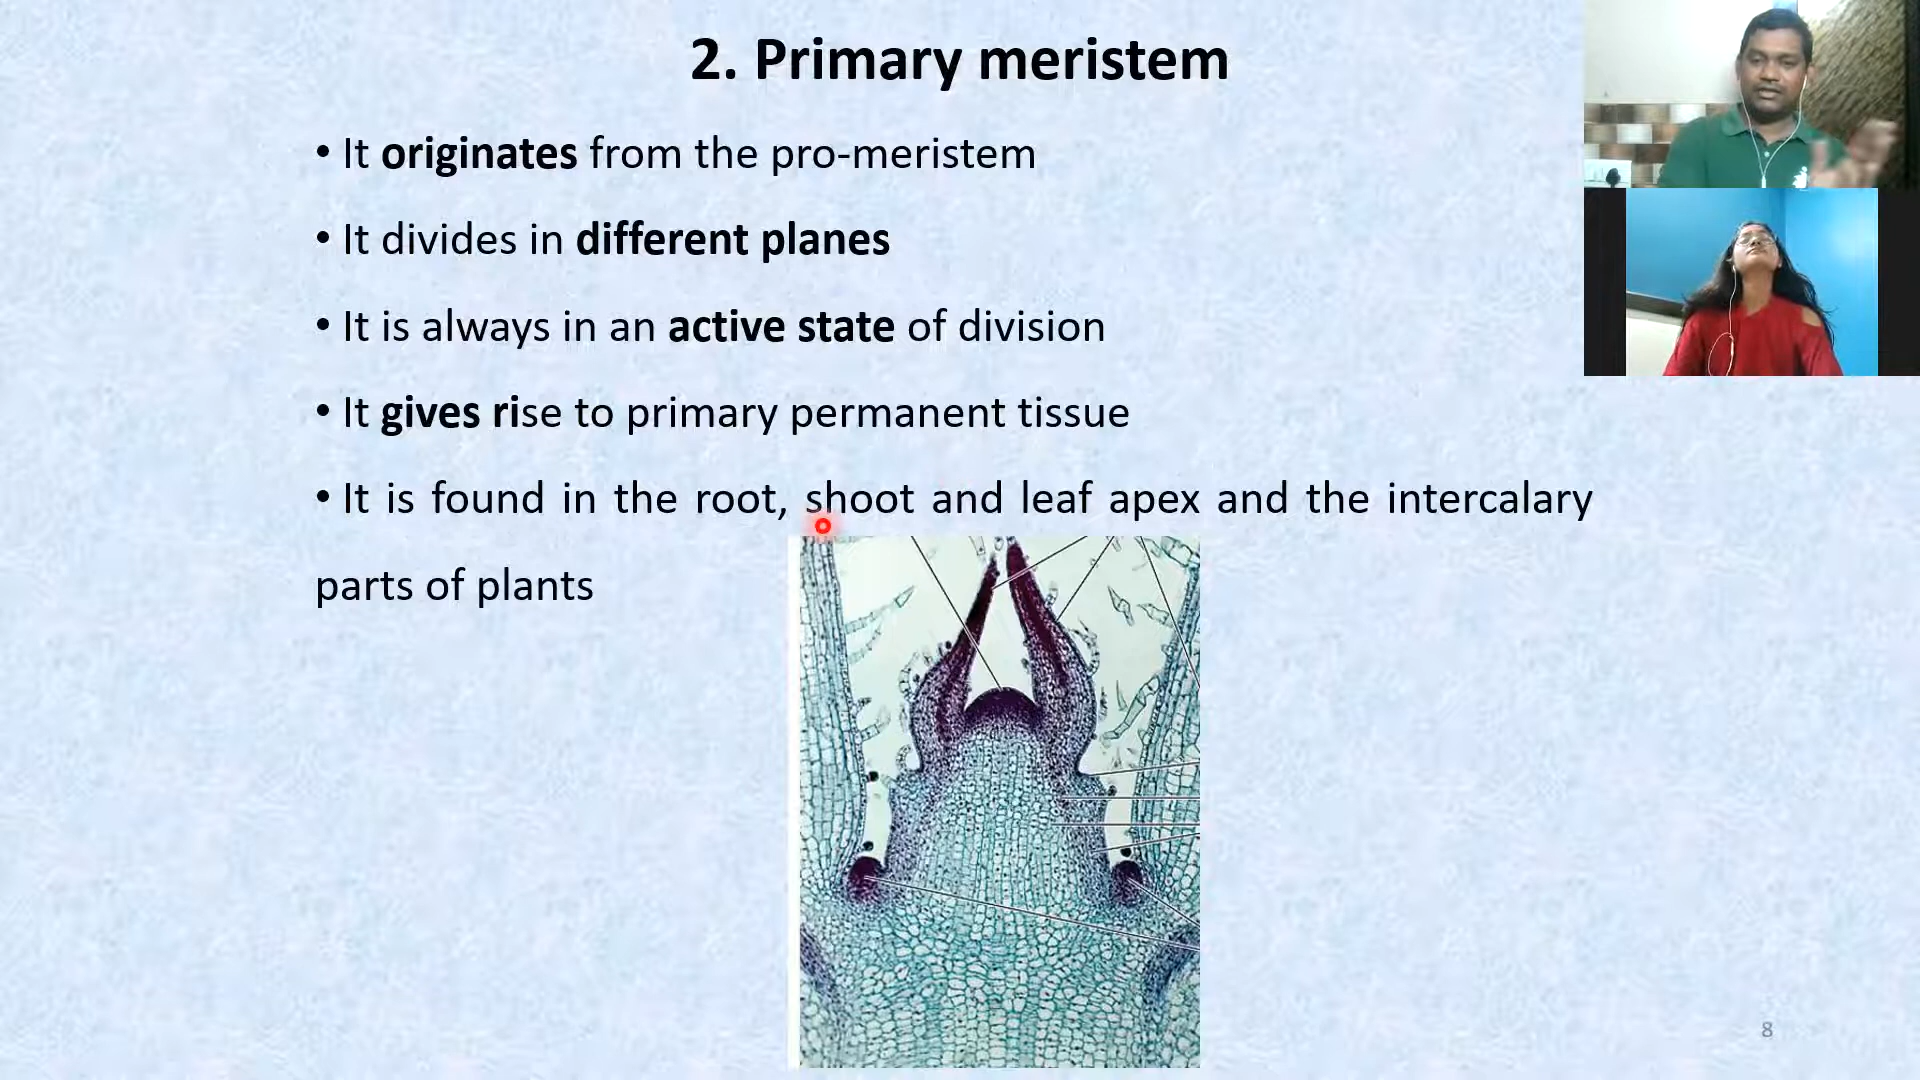 2. Primary meristem
• It originates from the pro-meristem
• It divides in different planes
• It is always in an active state of division
• It gives rise to primary permanent tissue
• It is found in the root, shoot and leaf apex and the intercalary
parts of plants
8